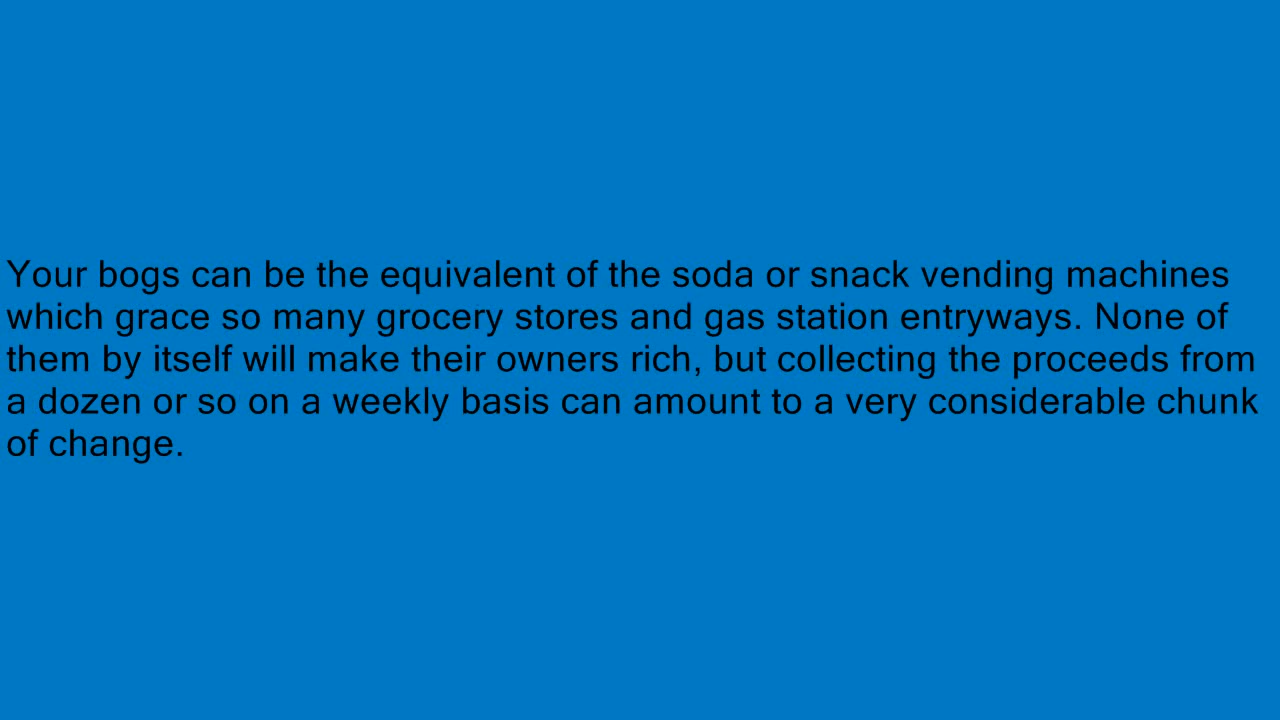 Your bogs can be the equivalent of the soda or snack vending machines
which grace so many grocery stores and gas station entryways. None of
them by itself will make their owners rich, but collecting the proceeds from
a dozen or so on a weekly basis can amount to a very considerable chunk
of change.